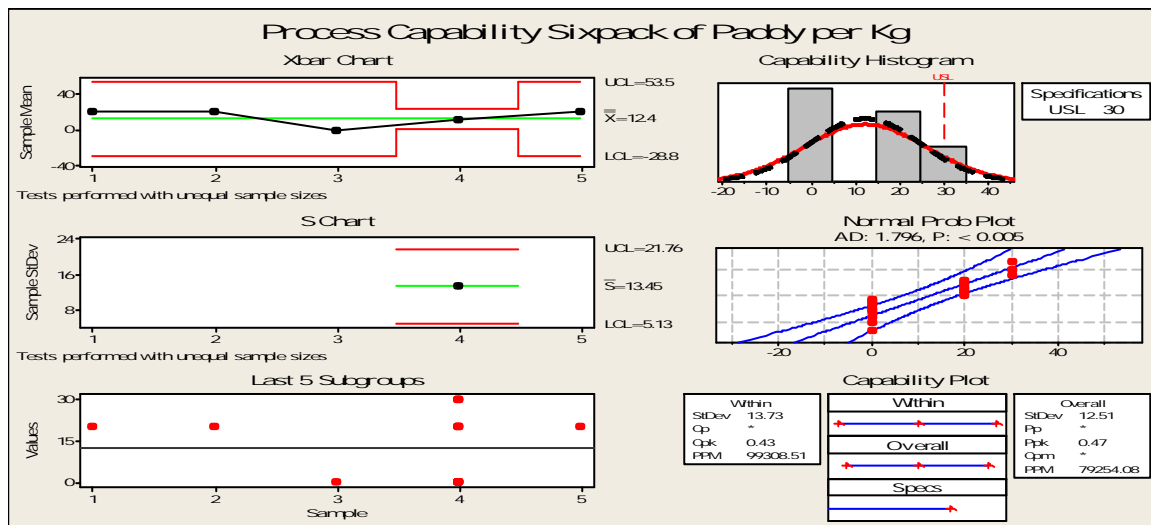 Process Capability Sixpack of Paddy per Kg
Xbar Chart
Sample Mean
40
0
-40
1 2 3 4 5
UCL=53.5
X=12.4
LCL=-28.8
Tests performed with unequal sample sizes
S Chart
Sample StDev
24
16
8
1 2 3 4 5
UCL=21.76
S=13.45
LCL=5.13
Tests performed with unequal sample sizes
Last 5 Subgroups
Values
30
15
0
1 2 3 4 5
Sample
Capability Histogram
USL
-20 -10 0 10 20 30 40
Specifications
USL 30
Normal Prob Plot
AD: 1.796, P: < 0.005
-20 0 20 40
Capability Plot
Within
StDev 13.73
Cp *
Cpk 0.43
PPM 99308.51
Within
Overall
Specs
Overall
StDev 12.51
Pp *
Ppk 0.47
Cpm *
PPM 79254.08